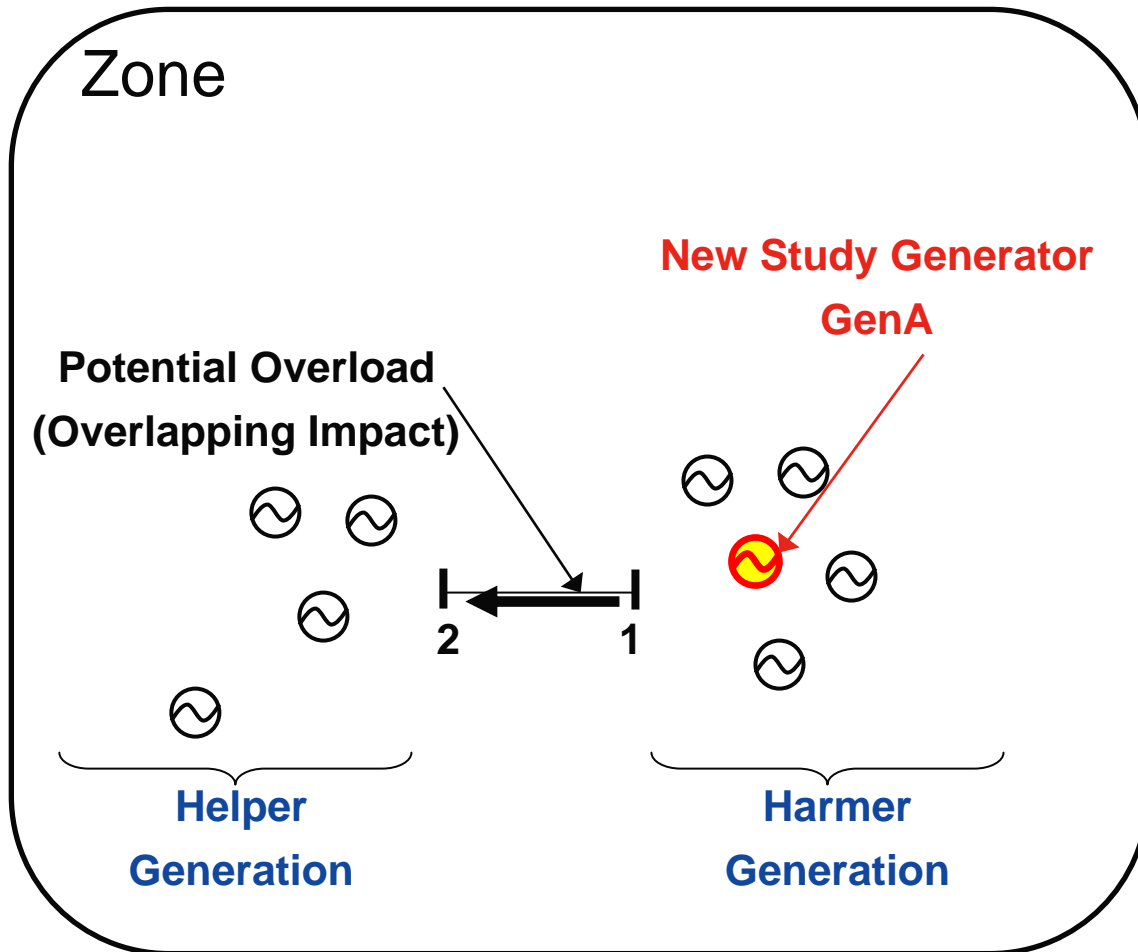 Zone
New Study Generator
GenA
Potential Overload
(Overlapping Impact)
2
1
Helper
Generation
Harmer
Generation